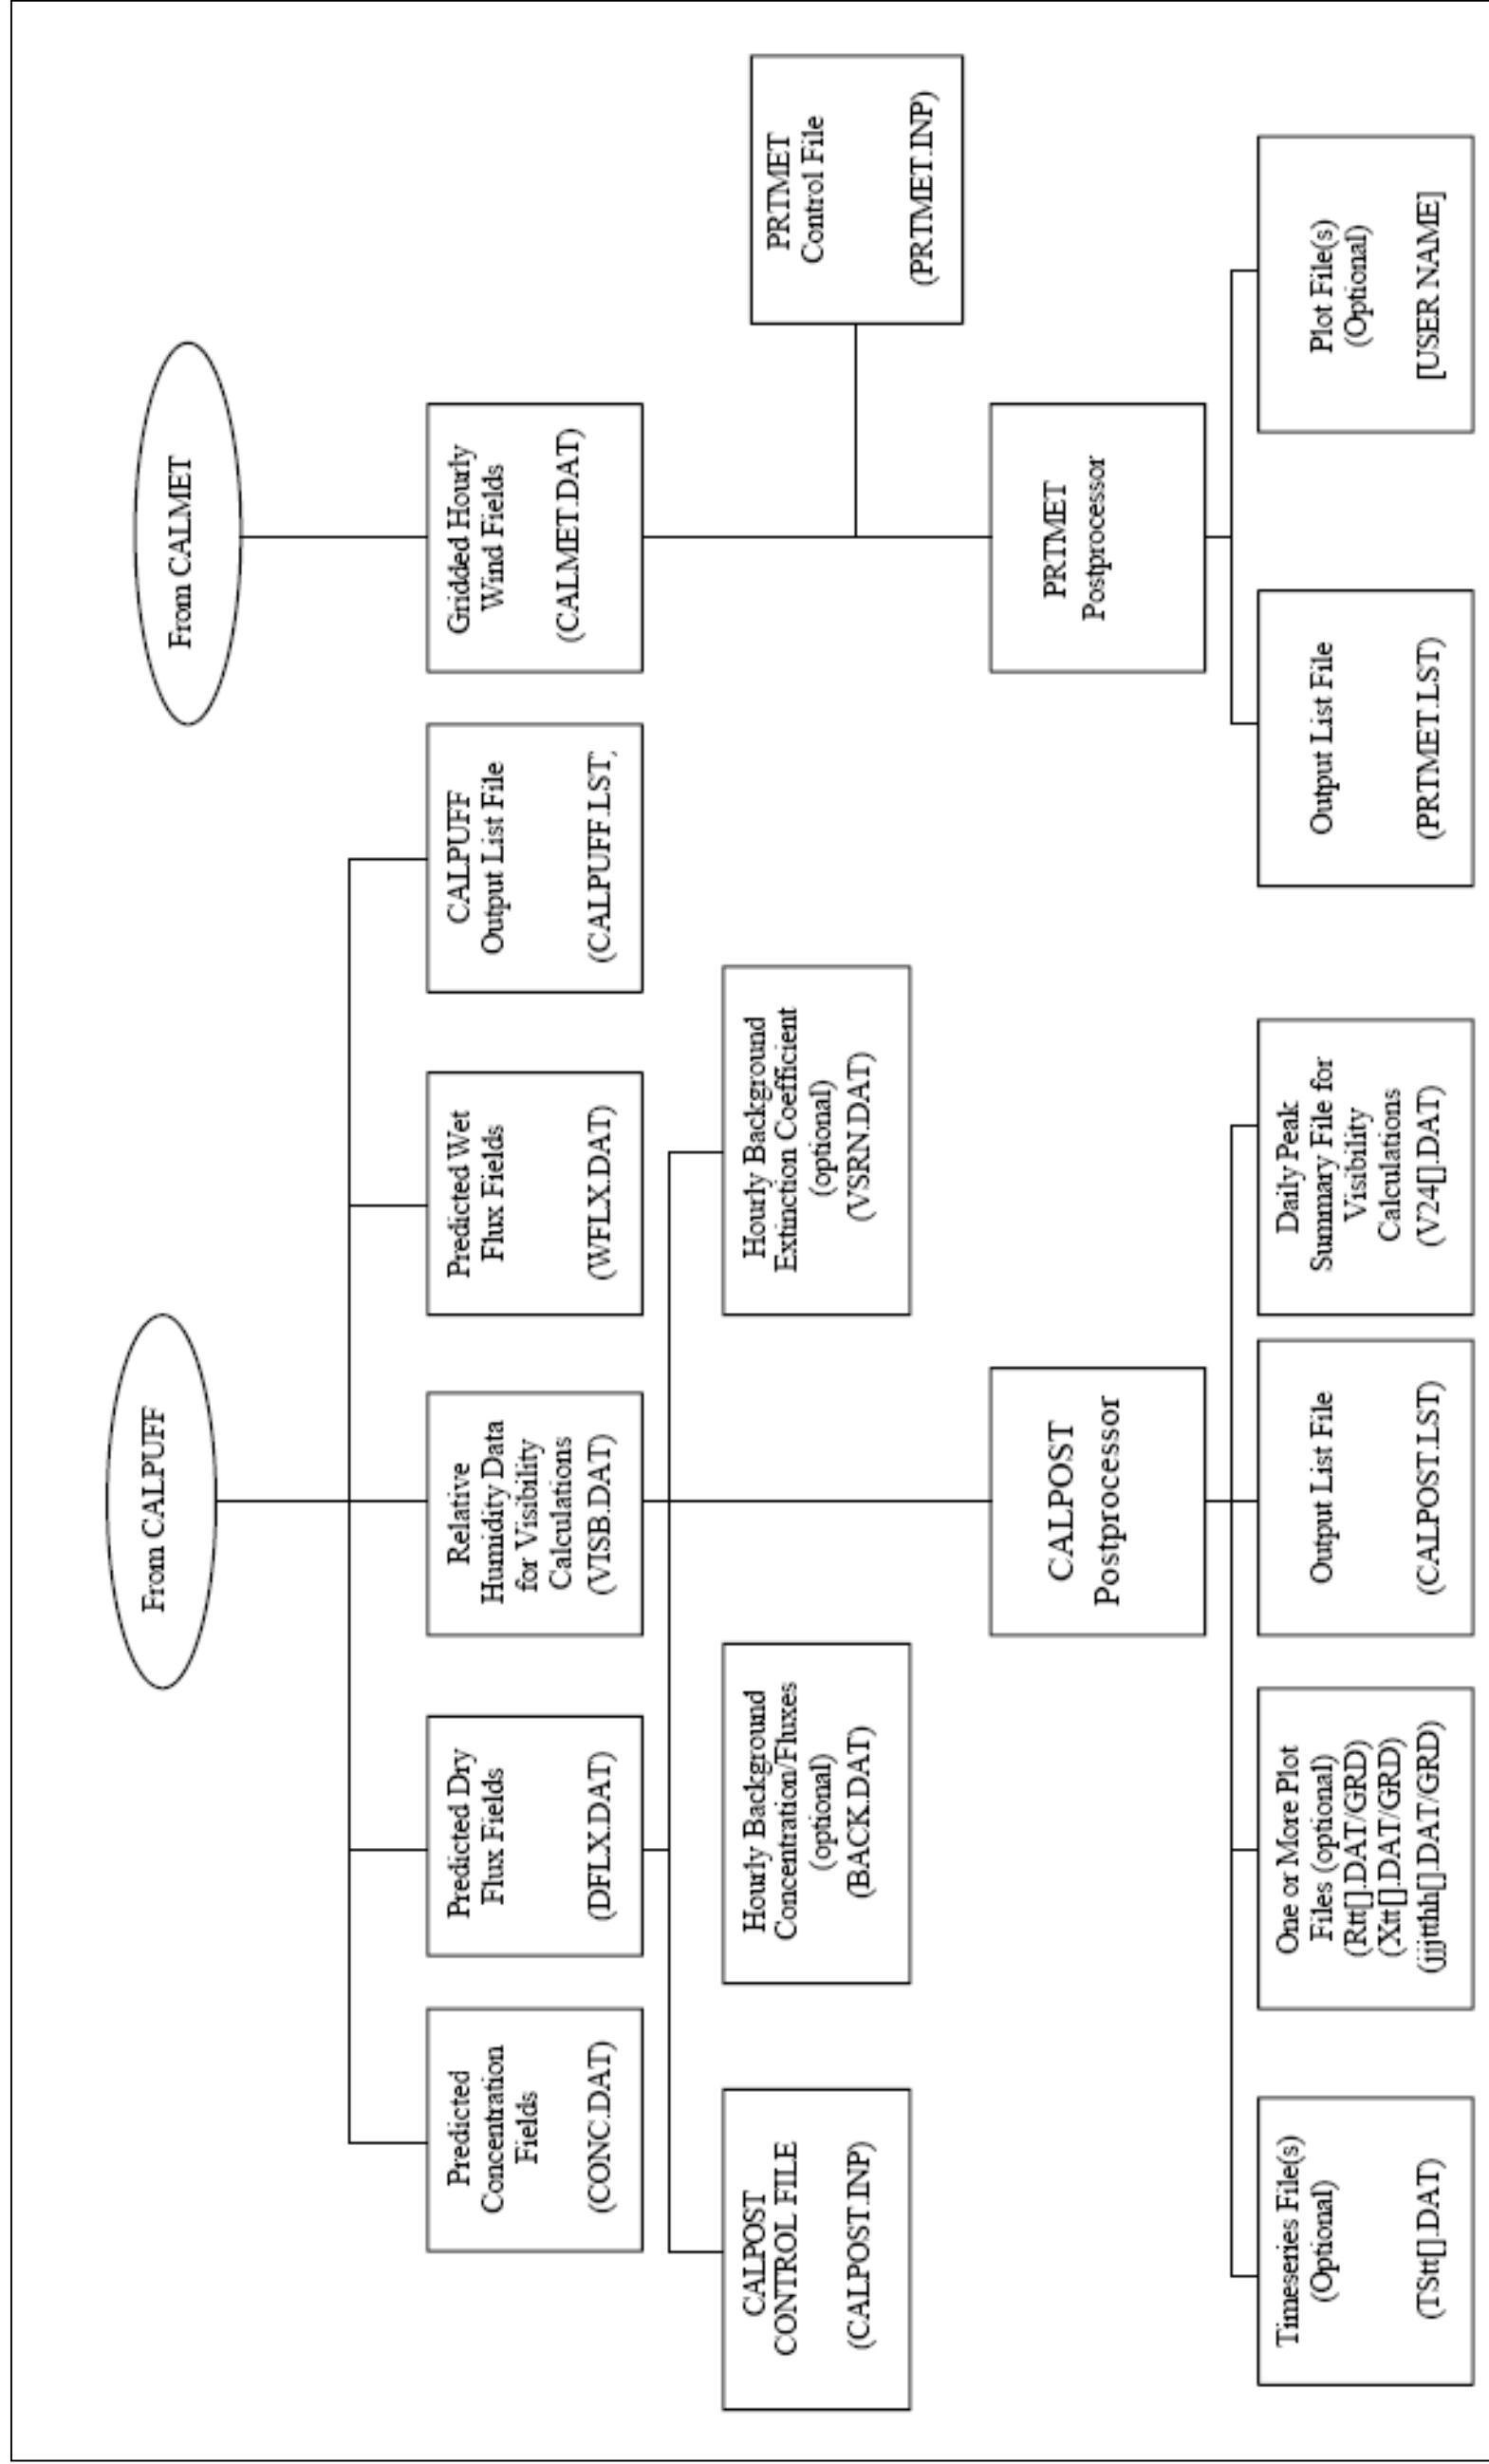 From CALPUFF
From CALMET
Predicted
Concentration
Fields
(CONC.DAT)
Predicted Dry
Flux Fields
(DFLX.DAT)
Relative
Humidity Data
for Visibility
Calculations
(VISB.DAT)
Predicted Wet
Flux Fields
(WFLX.DAT)
CALPUFF
Output List File
(CALPUFF.LST,
Gridded Hourly
Wind Fields
(CALMET.DAT)
CALPOST
CONTROL FILE
(CALPOST.INP)
Hourly Background
Concentration/Fluxes
(optional)
(BACK.DAT)
Hourly Background
Extinction Coefficient
(optional)
(VSRN.DAT)
PRTMET
Control File
(PRTMET.INP)
CALPOST
Postprocessor
PRTMET
Postprocessor
Timeseries File(s)
(Optional)
(TStt[].DAT)
One or More Plot
Files (optional)
(Rtt[].DAT/GRD)
(Xtt[].DAT/GRD)
(jjjtthh[].DAT/GRD)
Output List File
(CALPOST.LST)
Daily Peak
Summary File for
Visibility
Calculations
(V24[].DAT)
Output List File
(PRTMET.LST)
Plot File(s)
(Optional)
[USER NAME]